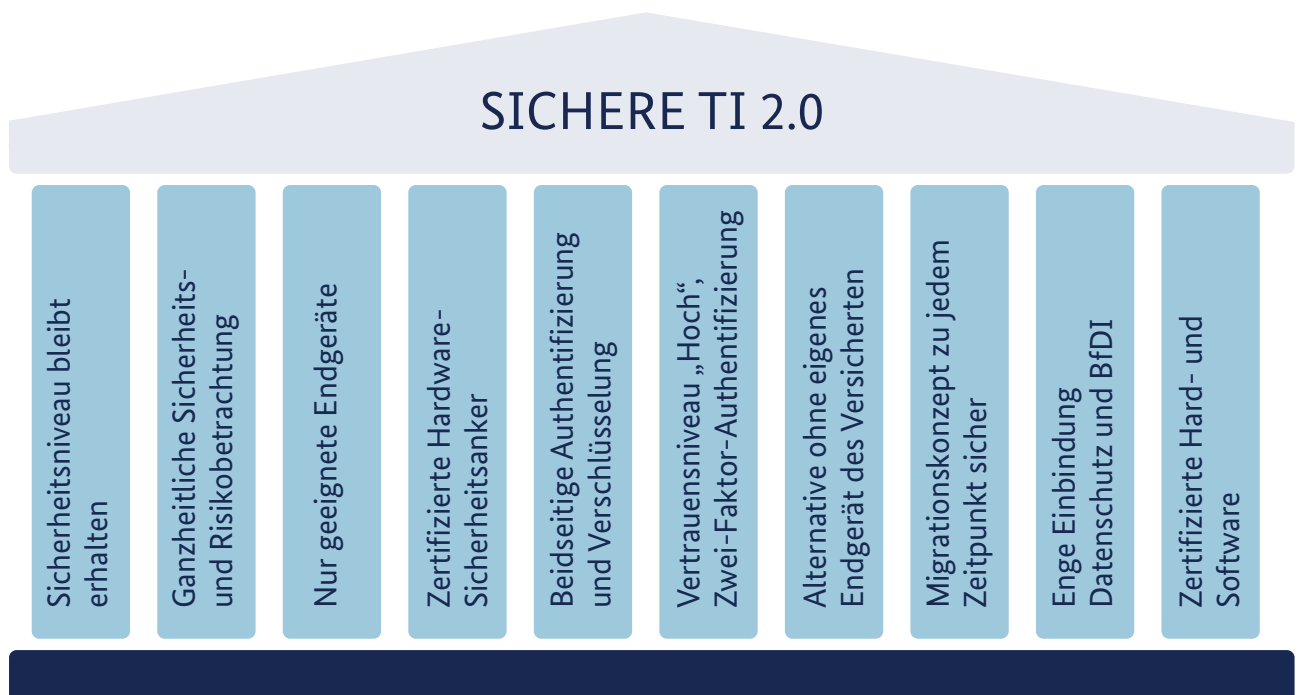 SICHERE TI 2.0
Sicherheitsniveau bleibt
erhalten
Ganzheitliche Sicherheits-
und Risikobetrachtung
Nur geeignete Endgeräte
Zertifizierte Hardware-
Sicherheitsanker
Beidseitige Authentifizierung
und Verschlüsselung
Vertrauensniveau „Hoch“,
Zwei-Faktor-Authentifizierung
Alternative ohne eigenes
Endgerät des Versicherten
Migrationskonzept zu jedem
Zeitpunkt sicher
Enge Einbindung
Datenschutz und BfDI
Zertifizierte Hard- und
Software